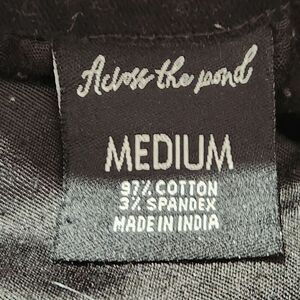 Across the pond
MEDIUM
97% COTTON
3% SPANDEX
MADE IN INDIA